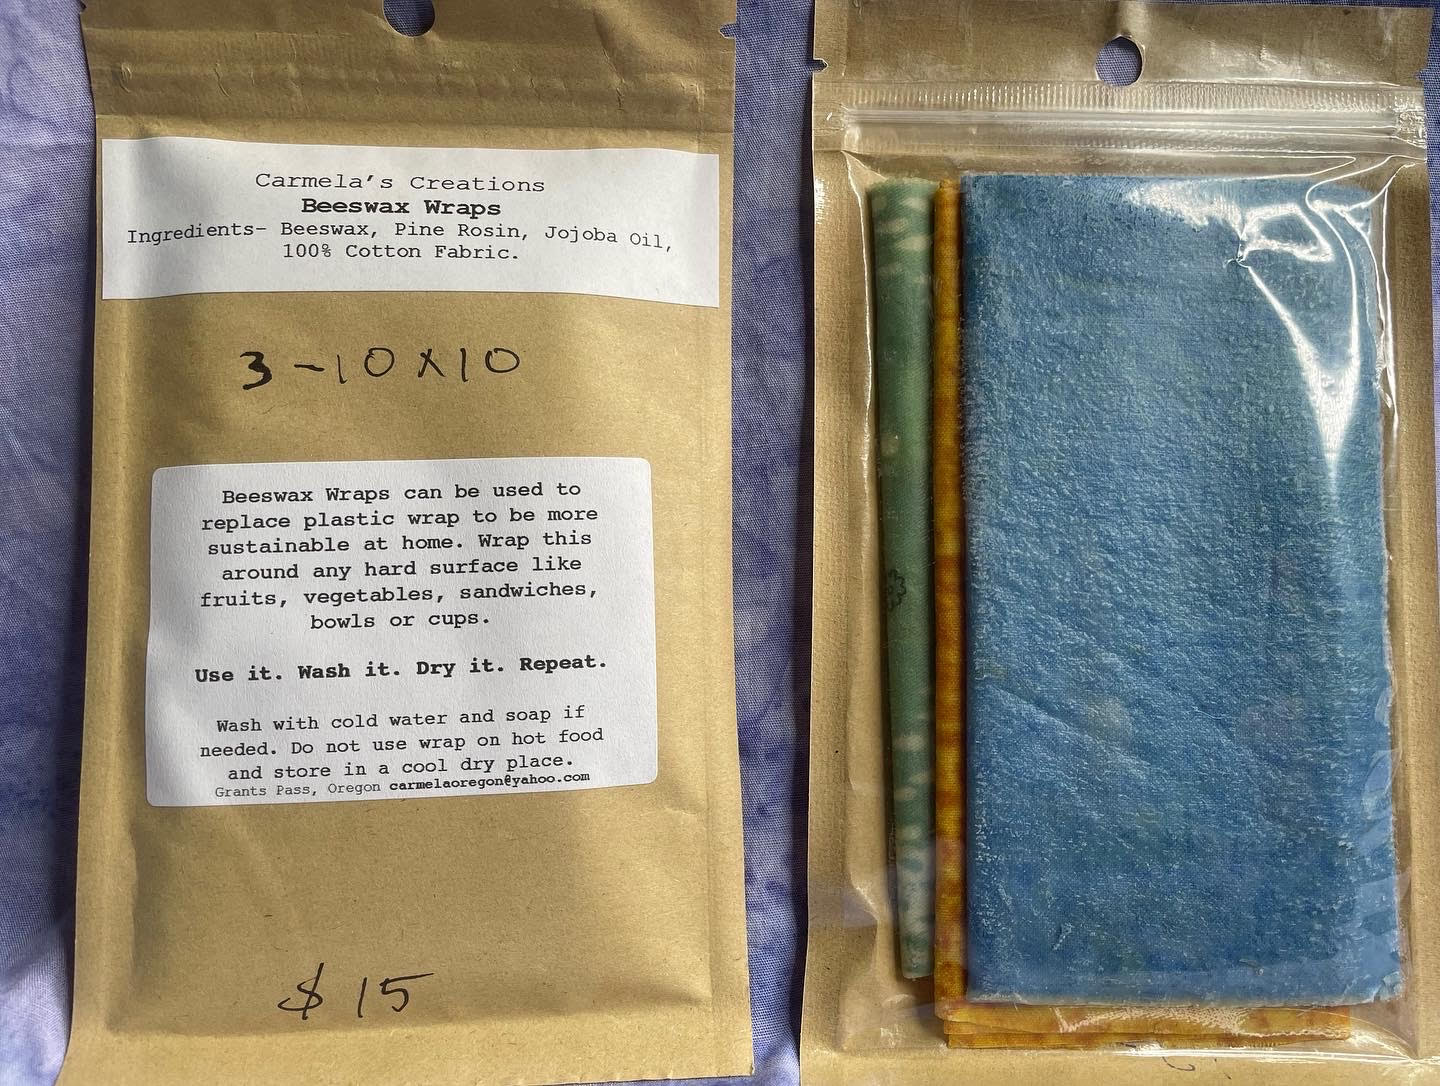 Carmela's Creations
Beeswax Wraps
Ingredients- Beeswax, Pine Rosin, Jojoba Oil,
100% Cotton Fabric.
3-10x10
Beeswax Wraps can be used to
replace plastic wrap to be more
sustainable at home. Wrap this
around any hard surface like
fruits, vegetables, sandwiches,
bowls or cups.
Use it. Wash it. Dry it. Repeat.
Wash with cold water and soap if
needed. Do not use wrap on hot food
and store in a cool dry place.
Grants Pass, Oregon carmelaoregon@yahoo.com
$15